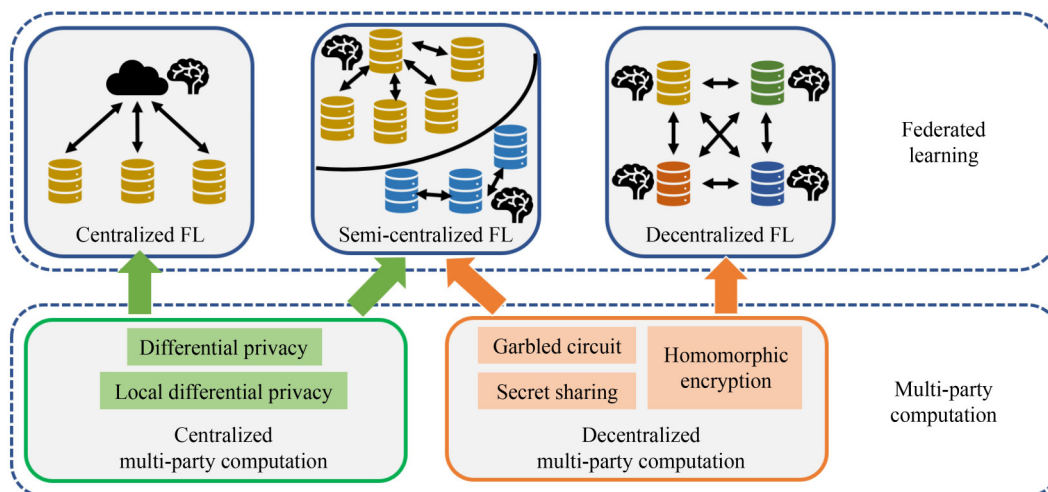 Centralized FL
Semi-centralized FL
Decentralized FL
Federated
learning
Differential privacy
Local differential privacy
Centralized
multi-party computation
Garbled circuit
Secret sharing
Homomorphic
encryption
Decentralized
multi-party computation
Multi-party
computation